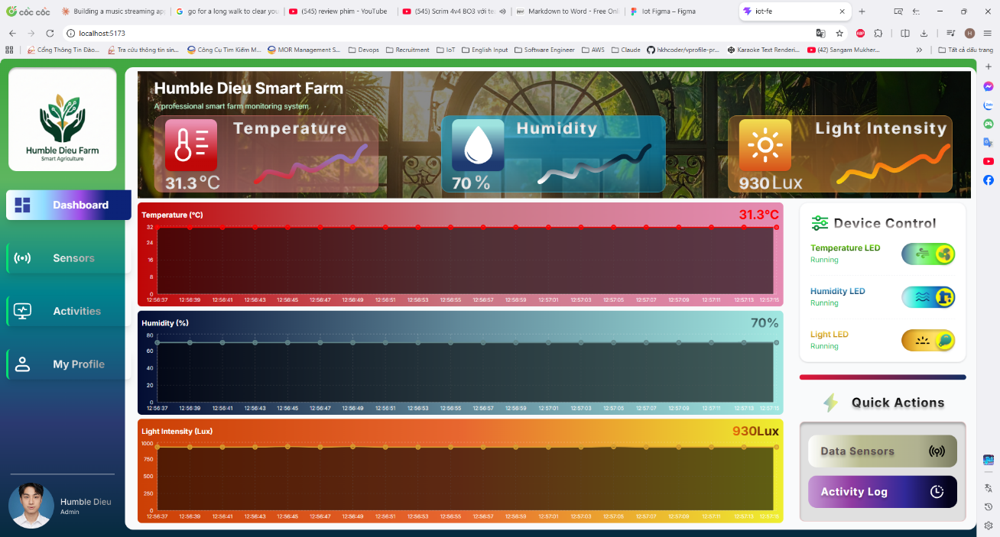 cốc cốc
Building a music streaming app
go for a long walk to clear you
(545) review phim - YouTube
(545) Scrim 4v4 BO3 với te
Markdown to Word - Free Onl
Iot Figma – Figma
iot-fe
localhost:5173
ABP
H
Cổng Thông Tin Đào...
Tra cứu thông tin sin...
Công Cu Tìm Kiếm M...
MOR Management S...
Devops
Recruitment
IoT
English Input
Software Engineer
AWS
Claude
hkhcoder/vprofile-pr...
Karaoke Text Renderi...
(42) Sangam Mukher...
Tất cả dấu trang
Humble Dieu Farm
Smart Agriculture
Dashboard
Sensors
Activities
My Profile
Humble Dieu
Admin
Humble Dieu Smart Farm
A professional smart farm monitoring system
Temperature
31.3°C
Humidity
70%
Light Intensity
930Lux
Temperature (°C)
31.3°C
32
24
16
8
0
12:56:37 12:56:39 12:56:41 12:56:43 12:56:45 12:56:47 12:56:49 12:56:51 12:56:53 12:56:55 12:56:57 12:56:59 12:57:01 12:57:03 12:57:05 12:57:07 12:57:09 12:57:11 12:57:13 12:57:15
Humidity (%)
70%
80
60
40
20
0
12:56:37 12:56:39 12:56:41 12:56:43 12:56:45 12:56:47 12:56:49 12:56:51 12:56:53 12:56:55 12:56:57 12:56:59 12:57:01 12:57:03 12:57:05 12:57:07 12:57:09 12:57:11 12:57:13 12:57:15
Light Intensity (Lux)
930Lux
1000
750
500
250
0
12:56:37 12:56:39 12:56:41 12:56:43 12:56:45 12:56:47 12:56:49 12:56:51 12:56:53 12:56:55 12:56:57 12:56:59 12:57:01 12:57:03 12:57:05 12:57:07 12:57:09 12:57:11 12:57:13 12:57:15
Device Control
Temperature LED
Running
Humidity LED
Running
Light LED
Running
Quick Actions
Data Sensors
Activity Log
Zalo